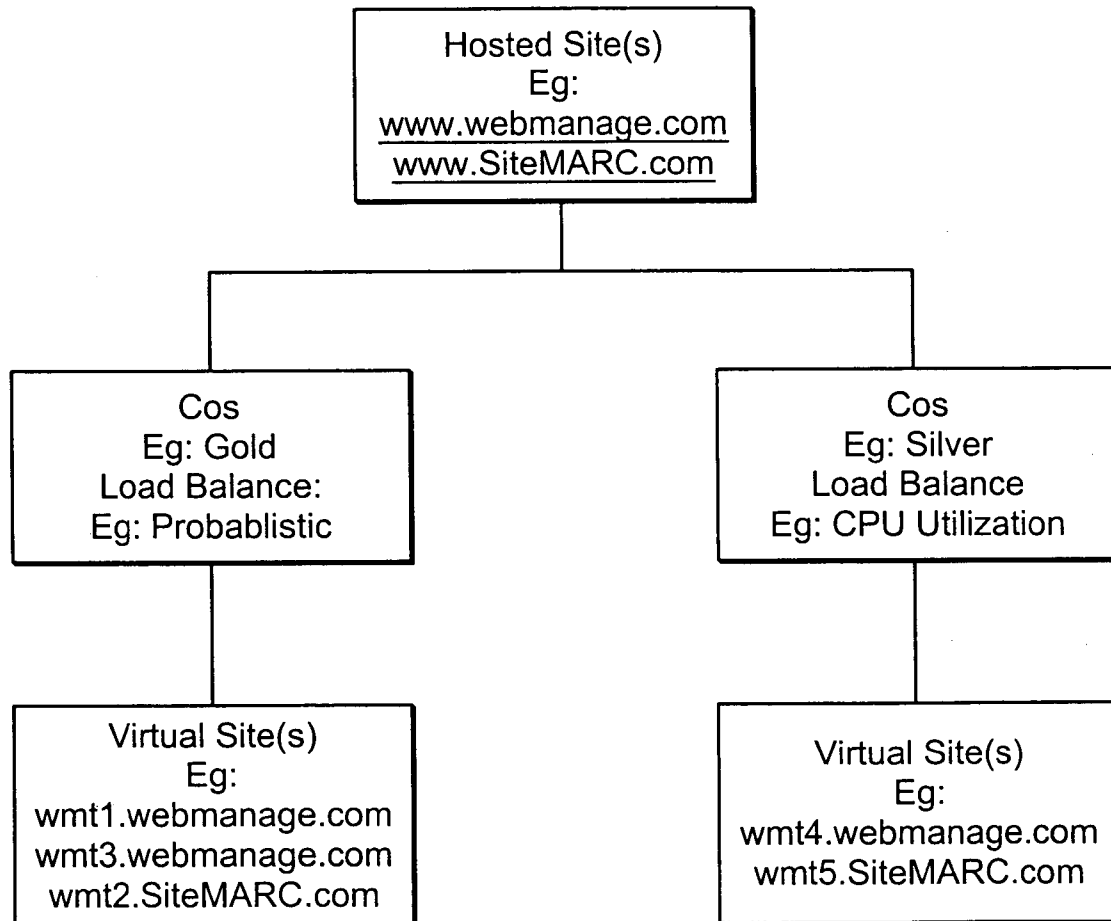 Hosted Site(s)
Eg:
www.webmanage.com
www.SiteMARC.com
Cos
Eg: Gold
Load Balance:
Eg: Probablistic
Cos
Eg: Silver
Load Balance
Eg: CPU Utilization
Virtual Site(s)
Eg:
wmt1.webmanage.com
wmt3.webmanage.com
wmt2.SiteMARC.com
Virtual Site(s)
Eg:
wmt4.webmanage.com
wmt5.SiteMARC.com